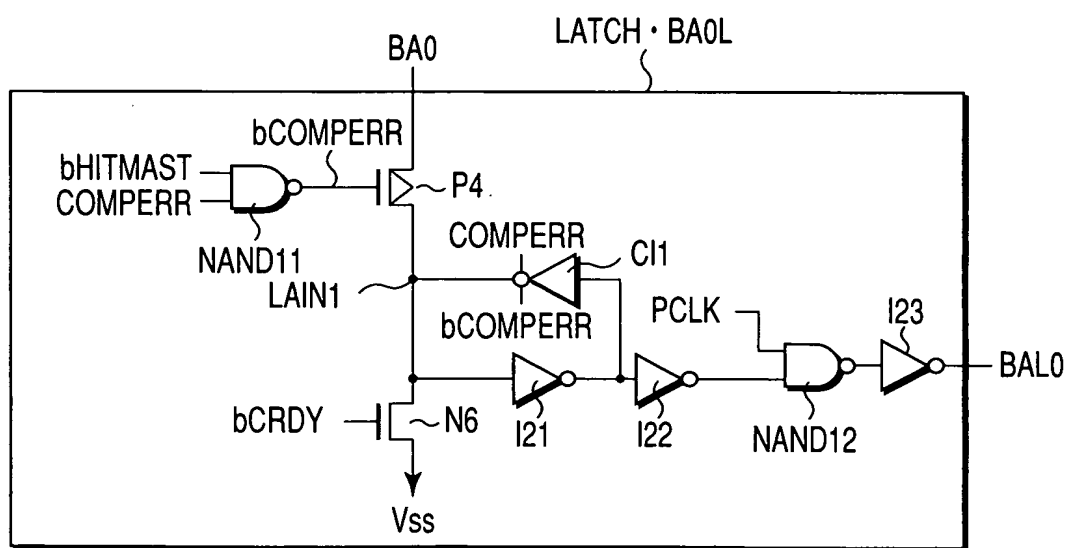 LATCH・BA0L
BA0
bCOMPERR
bHITMAST
COMPERR
P4
NAND11
COMPERR
CI1
LAIN1
bCOMPERR
PCLK
I23
BAL0
bCRDY
N6
I21
I22
NAND12
Vss